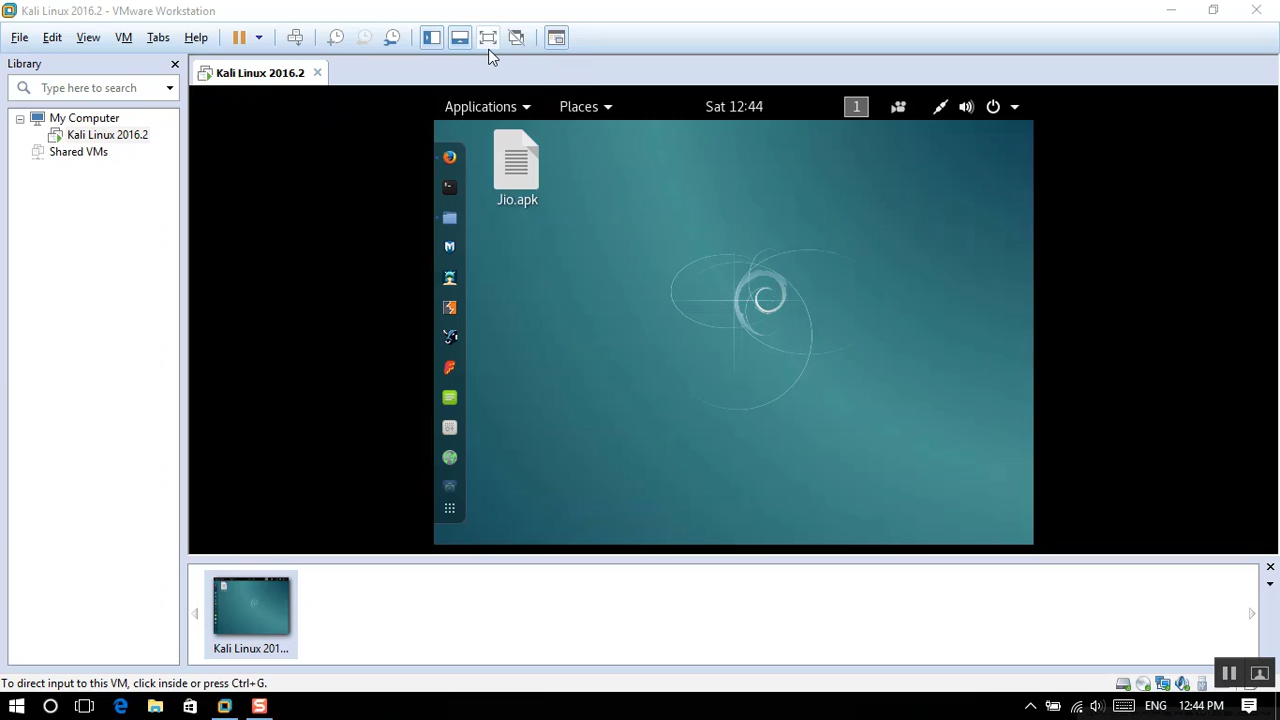 Kali Linux 2016.2 - VMware Workstation
File Edit View VM Tabs Help
Library
Type here to search
My Computer
Kali Linux 2016.2
Shared VMs
Kali Linux 2016.2
Applications Places Sat 12:44 1
Jio.apk
Kali Linux 201...
To direct input to this VM, click inside or press Ctrl+G.
ENG 12:44 PM